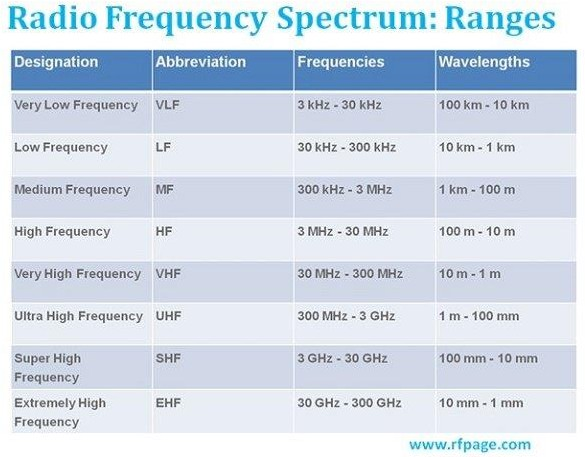 Radio Frequency Spectrum: Ranges
Designation Abbreviation Frequencies Wavelengths
Very Low Frequency VLF 3 kHz - 30 kHz 100 km - 10 km
Low Frequency LF 30 kHz - 300 kHz 10 km - 1 km
Medium Frequency MF 300 kHz - 3 MHz 1 km - 100 m
High Frequency HF 3 MHz - 30 MHz 100 m - 10 m
Very High Frequency VHF 30 MHz - 300 MHz 10 m - 1 m
Ultra High Frequency UHF 300 MHz - 3 GHz 1 m - 100 mm
Super High SHF 3 GHz - 30 GHz 100 mm - 10 mm
Frequency
Extremely High EHF 30 GHz - 300 GHz 10 mm - 1 mm
Frequency
www.rfpage.com